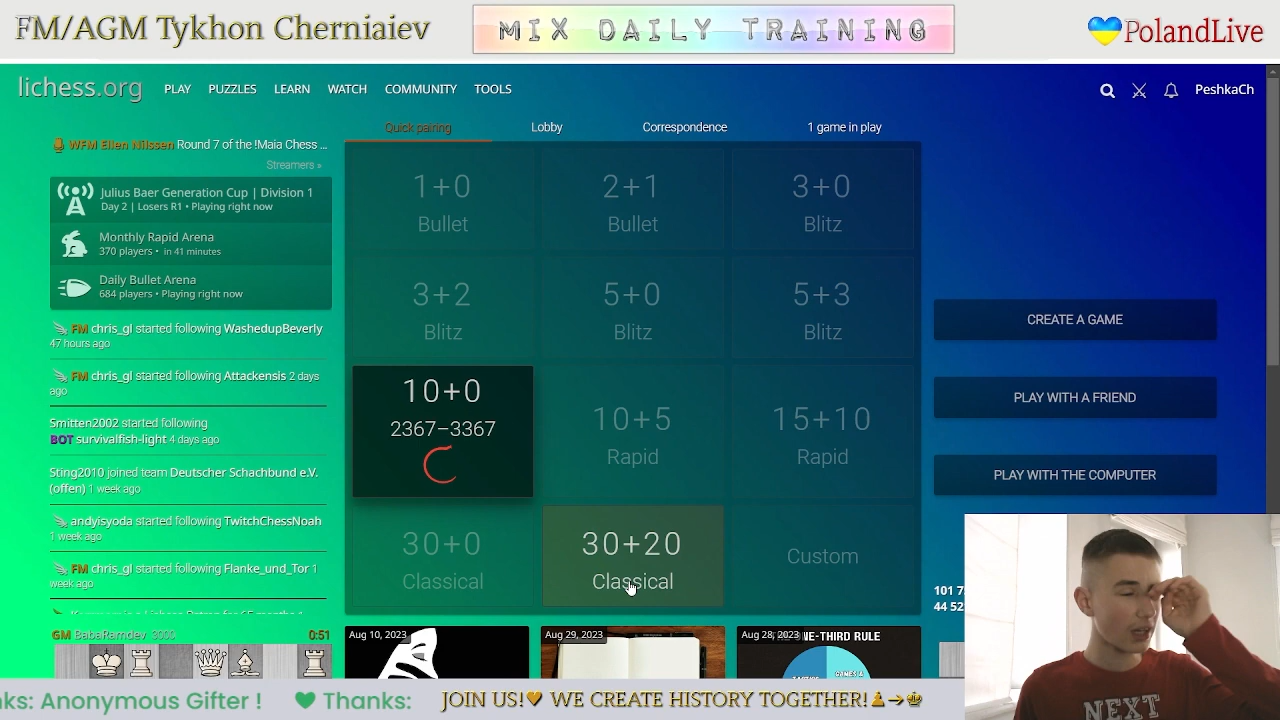 FM/AGM Tykhon Cherniaiev
MIX DAILY TRAINING
PolandLive
lichess.org
PLAY PUZZLES LEARN WATCH COMMUNITY TOOLS
PeshkaCh
Quick pairing Lobby Correspondence 1 game in play
WFM Ellen Nilssen Round 7 of the !Maia Chess ...
Streamers »
Julius Baer Generation Cup | Division 1
Day 2 | Losers R1 • Playing right now
Monthly Rapid Arena
370 players • in 41 minutes
Daily Bullet Arena
684 players • Playing right now
FM chris_gl started following WashedupBeverly
47 hours ago
FM chris_gl started following Attackensis 2 days
ago
Smitten2002 started following
BOT survivalfish-light 4 days ago
Sting2010 joined team Deutscher Schachbund e.V.
(offen) 1 week ago
andyisyoda started following TwitchChessNoah
1 week ago
FM chris_gl started following Flanke_und_Tor 1
week ago
GM BabaRamdev 3000 0:51
1+0
Bullet
2+1
Bullet
3+0
Blitz
3+2
Blitz
5+0
Blitz
5+3
Blitz
10+0
2367–3367
10+5
Rapid
15+10
Rapid
30+0
Classical
30+20
Classical
Custom
CREATE A GAME
PLAY WITH A FRIEND
PLAY WITH THE COMPUTER
101 7
44 52
Aug 10, 2023
Aug 29, 2023
Aug 28, 2023
NE-THIRD RULE
NEXT
nks: Anonymous Gifter ! Thanks:
JOIN US! WE CREATE HISTORY TOGETHER!